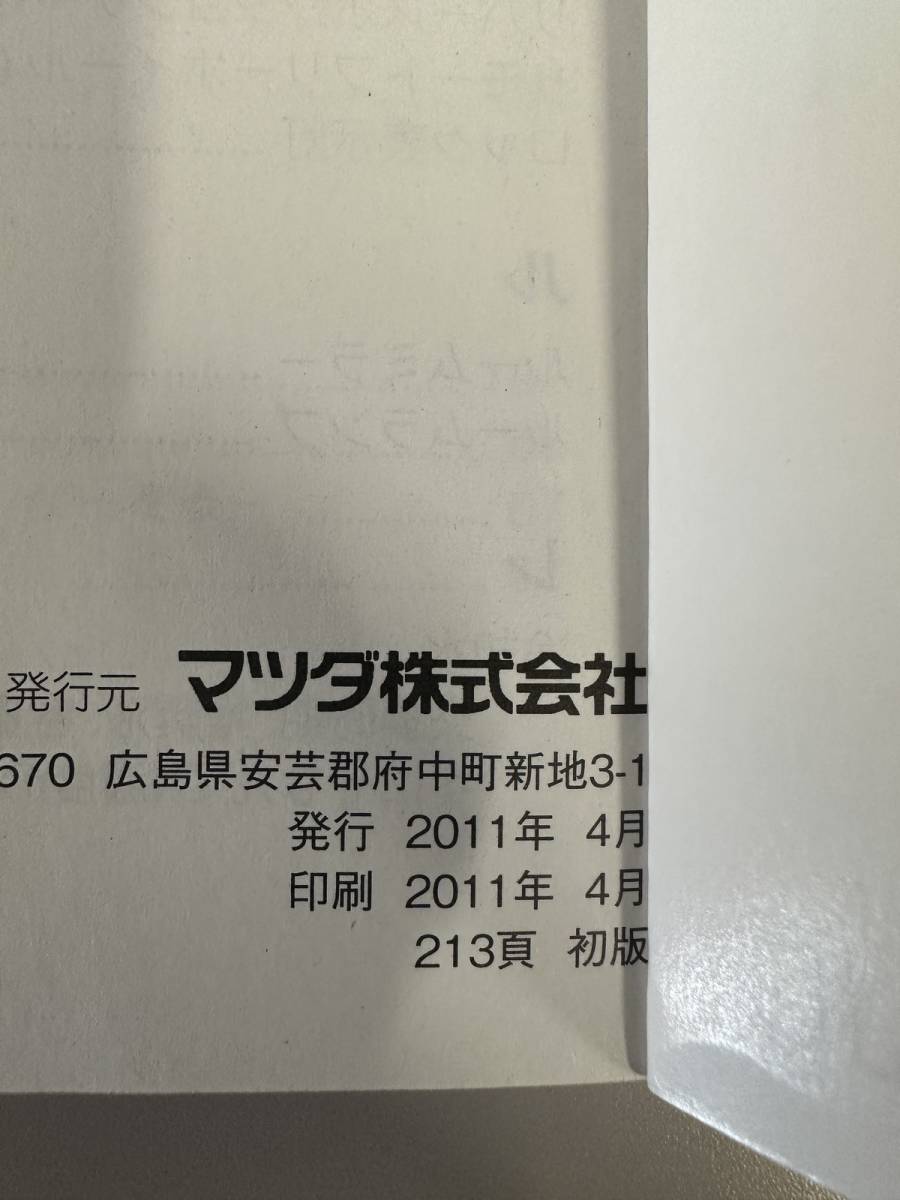 発行元 マツダ株式会社
670 広島県安芸郡府中町新地3-1
発行 2011年 4月
印刷 2011年 4月
213頁 初版